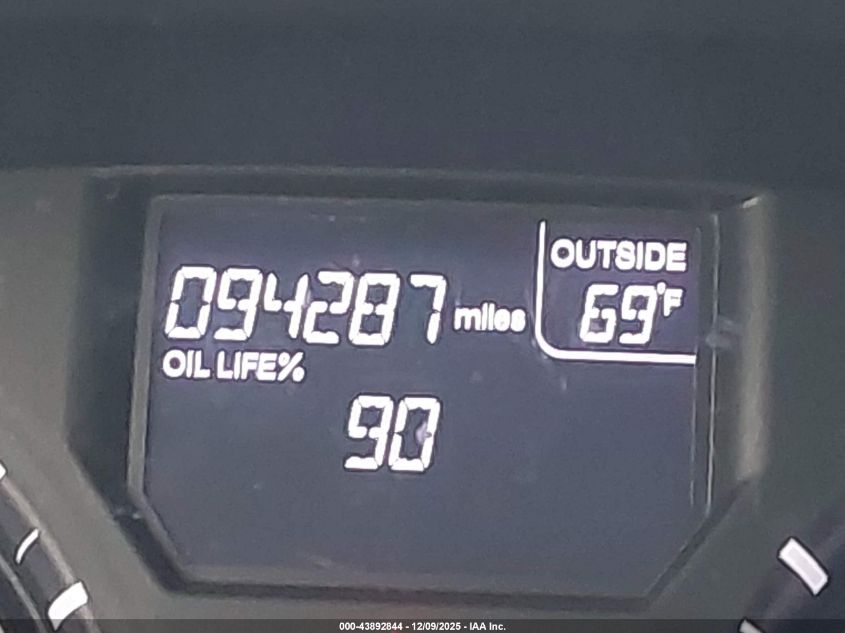 OUTSIDE
094287 miles
69°F
OIL LIFE%
90
000-43892844 - 12/09/2025 - IAA Inc.